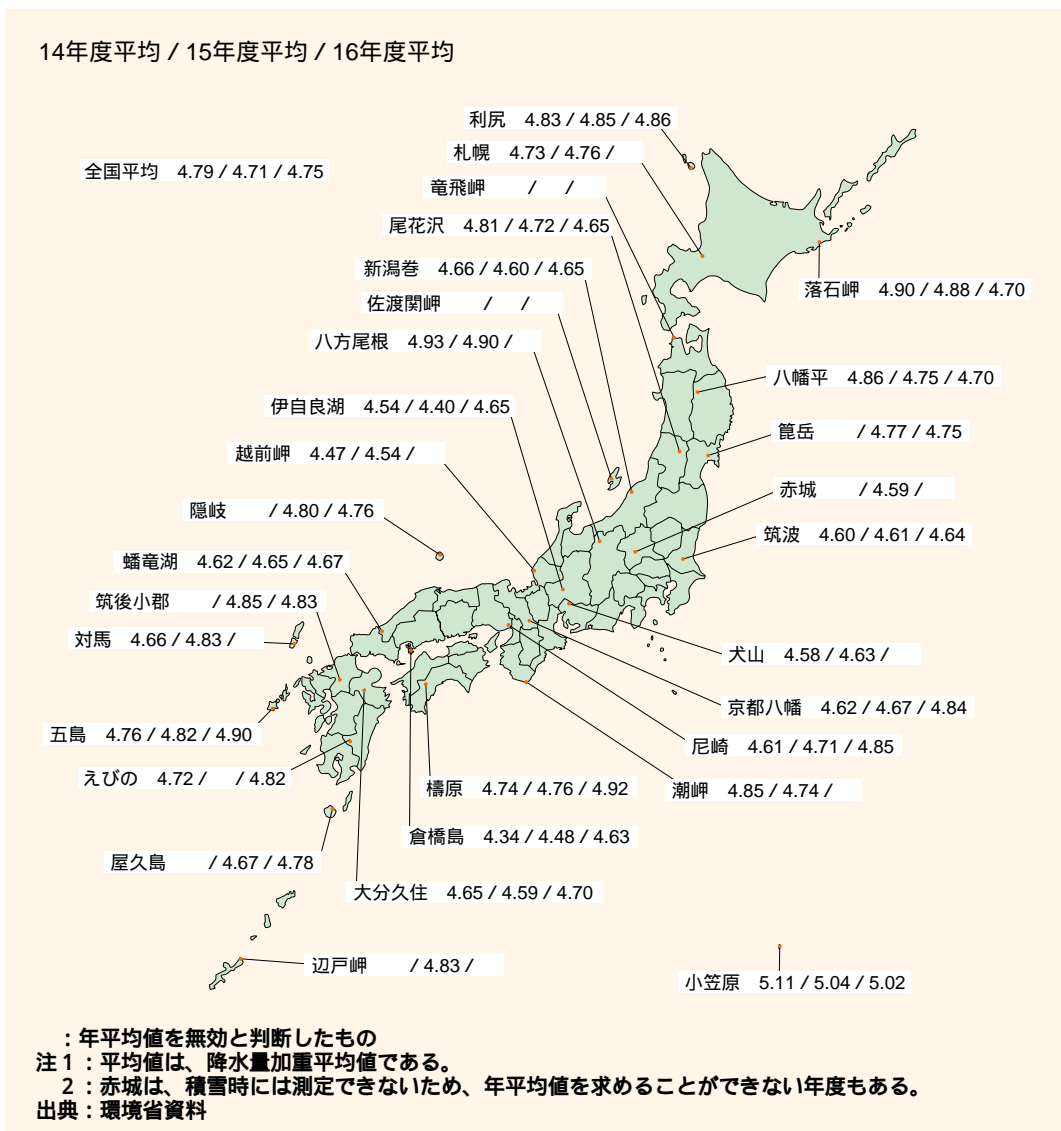 14年度平均 / 15年度平均 / 16年度平均
利尻 4.83 / 4.85 / 4.86
札幌 4.73 / 4.76 /
全国平均 4.79 / 4.71 / 4.75
竜飛岬 / /
尾花沢 4.81 / 4.72 / 4.65
新潟巻 4.66 / 4.60 / 4.65
落石岬 4.90 / 4.88 / 4.70
佐渡関岬 / /
八方尾根 4.93 / 4.90 /
八幡平 4.86 / 4.75 / 4.70
伊自良湖 4.54 / 4.40 / 4.65
箆岳 / 4.77 / 4.75
越前岬 4.47 / 4.54 /
赤城 / 4.59 /
隠岐 / 4.80 / 4.76
筑波 4.60 / 4.61 / 4.64
蟠竜湖 4.62 / 4.65 / 4.67
筑後小郡 / 4.85 / 4.83
対馬 4.66 / 4.83 /
犬山 4.58 / 4.63 /
京都八幡 4.62 / 4.67 / 4.84
五島 4.76 / 4.82 / 4.90
尼崎 4.61 / 4.71 / 4.85
えびの 4.72 / / 4.82
檮原 4.74 / 4.76 / 4.92
潮岬 4.85 / 4.74 /
倉橋島 4.34 / 4.48 / 4.63
屋久島 / 4.67 / 4.78
大分久住 4.65 / 4.59 / 4.70
辺戸岬 / 4.83 /
小笠原 5.11 / 5.04 / 5.02
：年平均値を無効と判断したもの
注1：平均値は、降水量加重平均値である。
2：赤城は、積雪時には測定できないため、年平均値を求めることができない年度もある。
出典：環境省資料